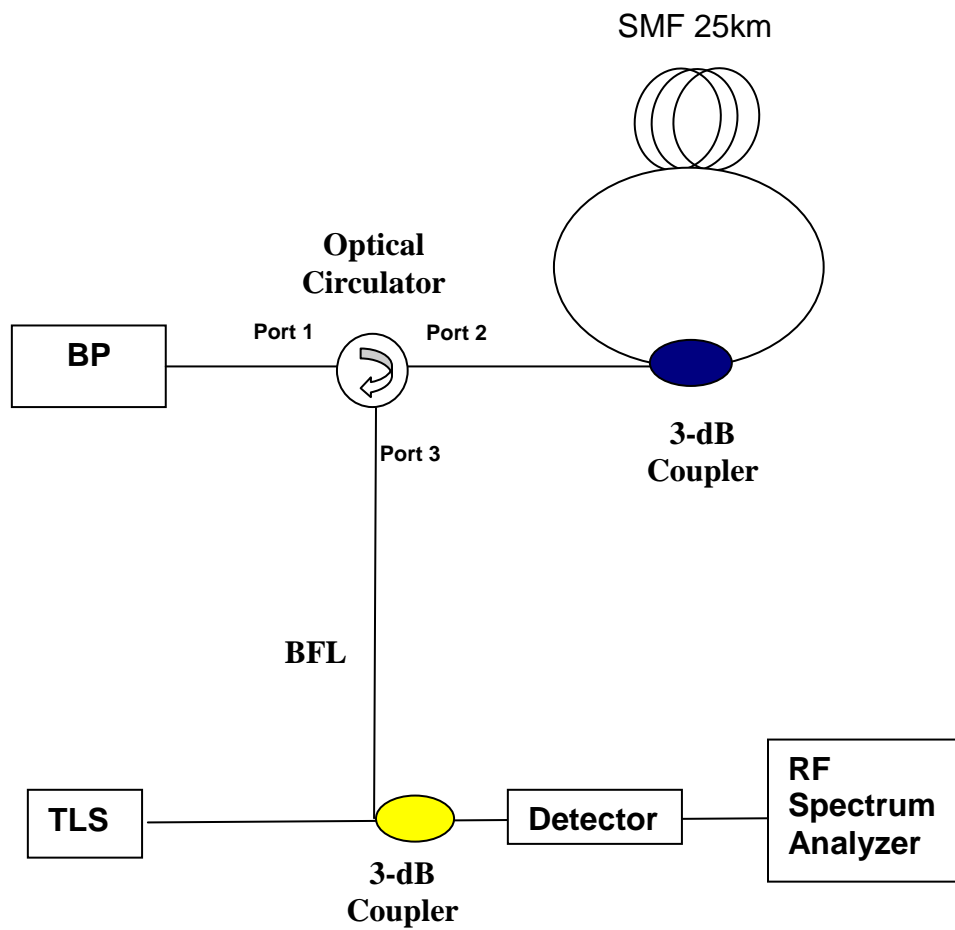 SMF 25km
Optical
Circulator
Port 1
Port 2
BP
3-dB
Coupler
Port 3
BFL
TLS
Detector
RF
Spectrum
Analyzer
3-dB
Coupler